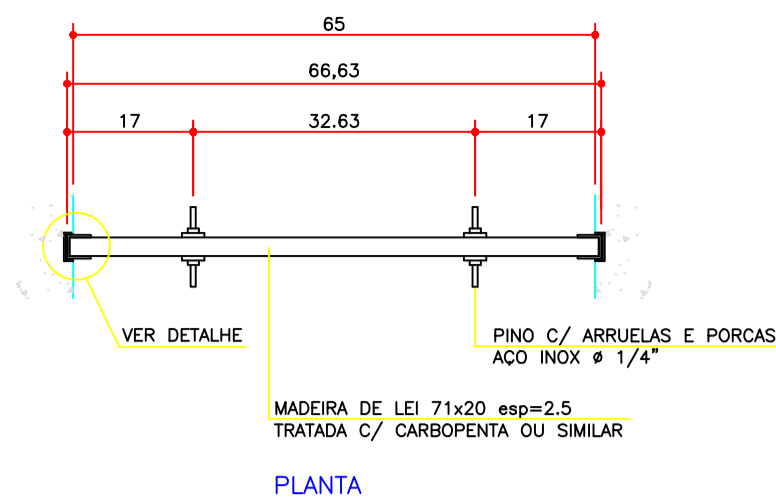 65
66,63
17
32.63
17
VER DETALHE
PINO C/ ARRUELAS E PORCAS
AÇO INOX ø 1/4"
MADEIRA DE LEI 71x20 esp=2.5
TRATADA C/ CARBOPENTA OU SIMILAR
PLANTA